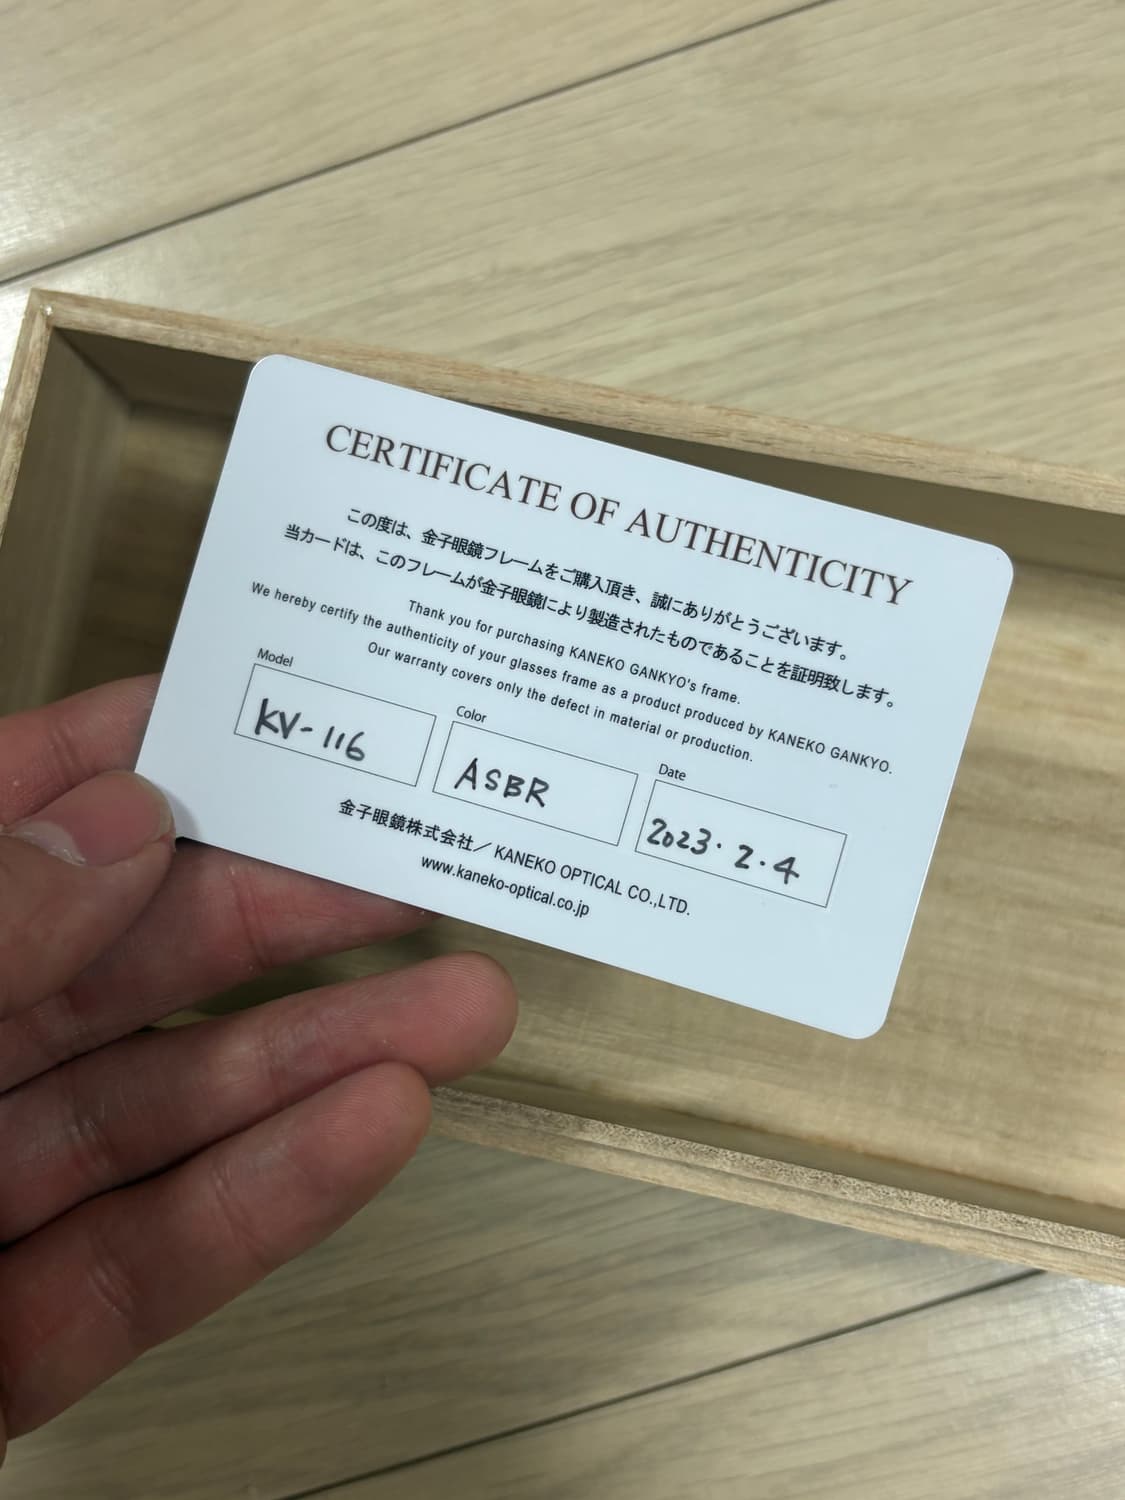 CERTIFICATE OF AUTHENTICITY
この度は、金子眼鏡フレームをご購入頂き、誠にありがとうございます。
当カードは、このフレームが金子眼鏡により製造されたものであることを証明致します。
Thank you for purchasing KANEKO GANKYO's frame.
We hereby certify the authenticity of your glasses frame as a product produced by KANEKO GANKYO.
Our warranty covers only the defect in material or production.
Model Color Date
KV-116 ASBR 2023・2・4
金子眼鏡株式会社／KANEKO OPTICAL CO.,LTD.
www.kaneko-optical.co.jp